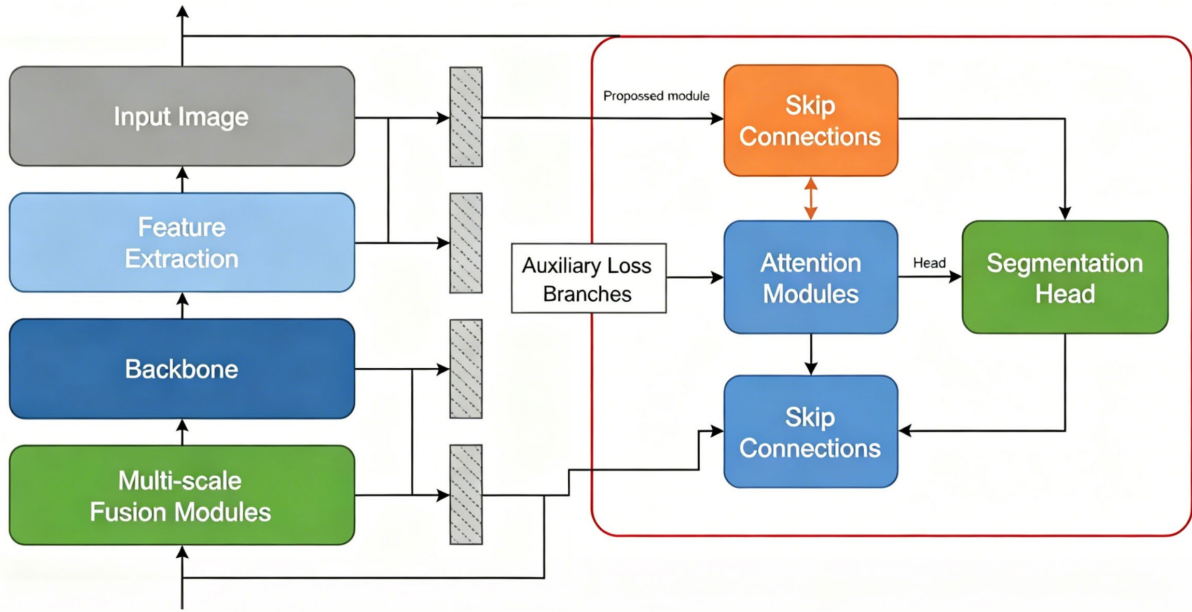 Input Image
Feature
Extraction
Backbone
Multi-scale
Fusion Modules
Propossed module
Skip
Connections
Auxiliary Loss
Branches
Attention
Modules
Head
Segmentation
Head
Skip
Connections